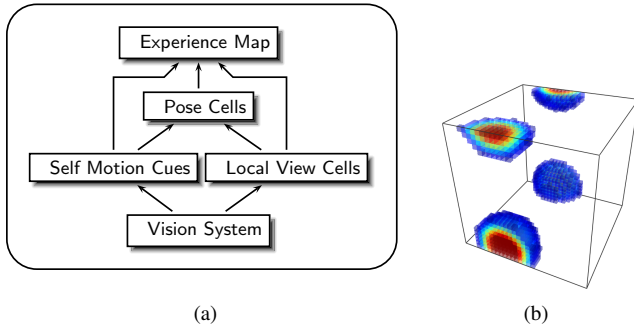 Experience Map
Pose Cells
Self Motion Cues
Local View Cells
Vision System
(a)
(b)